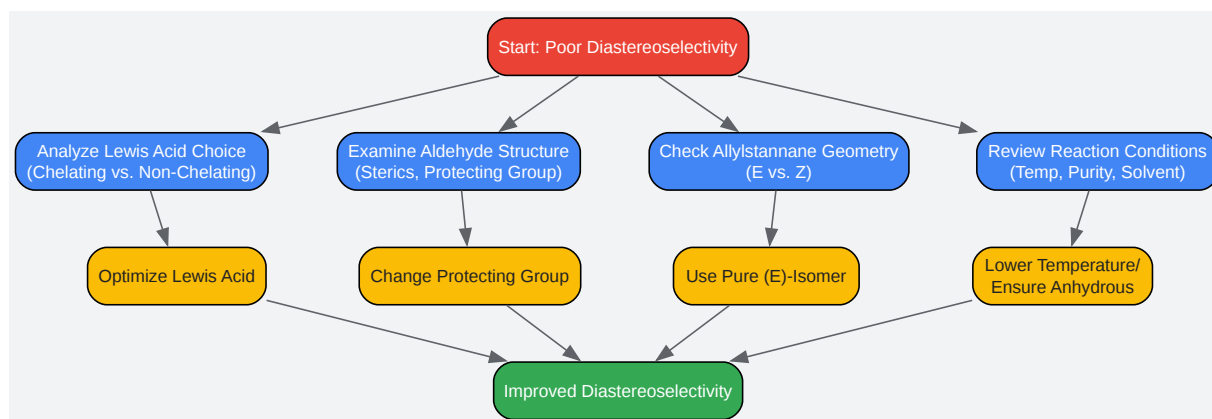 Start: Poor Diastereoselectivity
Analyze Lewis Acid Choice
(Chelating vs. Non-Chelating)
Examine Aldehyde Structure
(Sterics, Protecting Group)
Check Allylstannane Geometry
(E vs. Z)
Review Reaction Conditions
(Temp, Purity, Solvent)
Optimize Lewis Acid
Change Protecting Group
Use Pure (E)-Isomer
Lower Temperature/
Ensure Anhydrous
Improved Diastereoselectivity